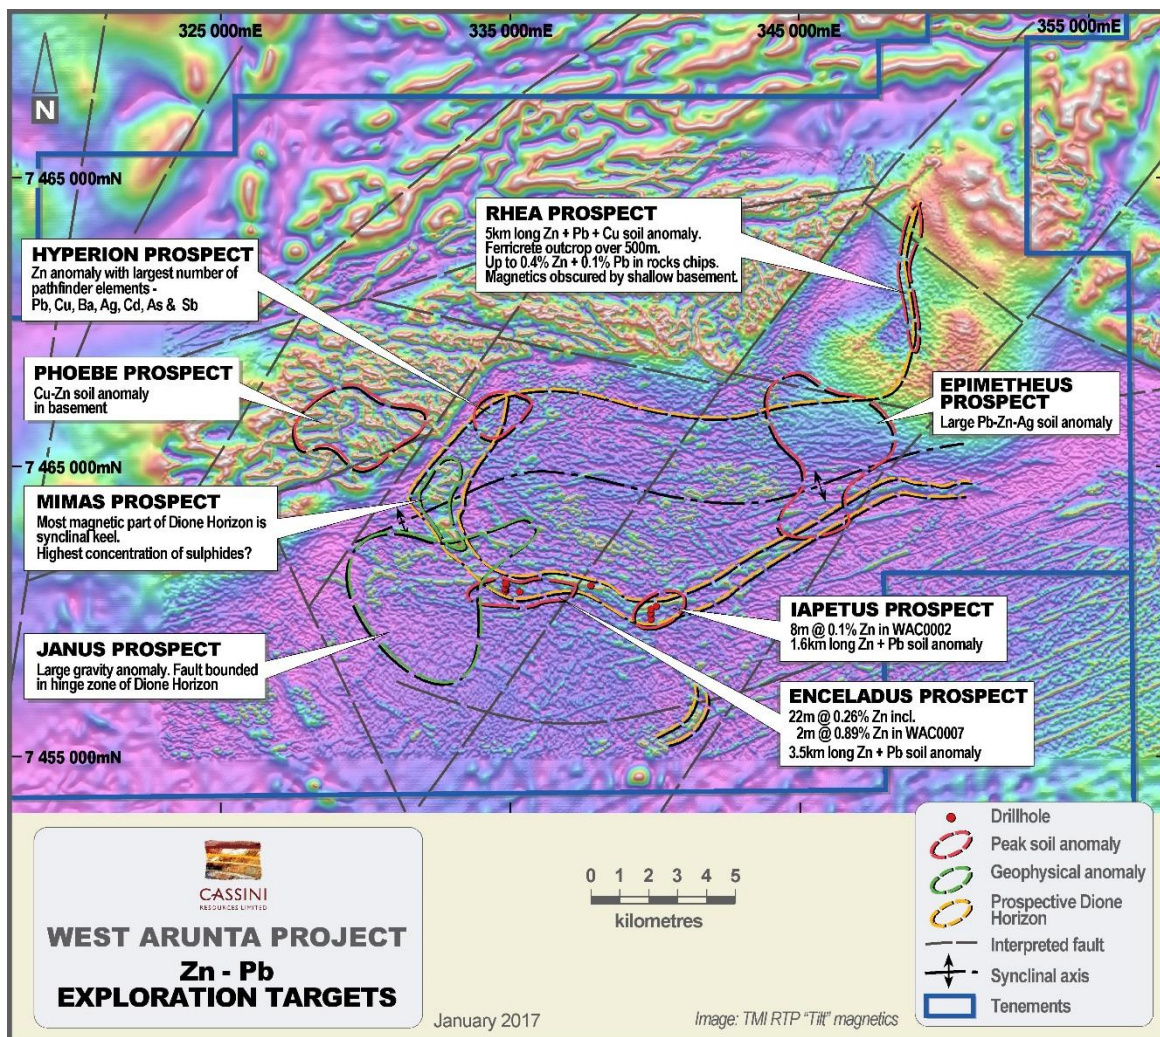 325 000mE
335 000mE
345 000mE
355 000mE
N
7 465 000mN
RHEA PROSPECT
5km long Zn + Pb + Cu soil anomaly.
Ferricrete outcrop over 500m.
Up to 0.4% Zn + 0.1% Pb in rocks chips.
Magnetics obscured by shallow basement.
HYPERION PROSPECT
Zn anomaly with largest number of
pathfinder elements -
Pb, Cu, Ba, Ag, Cd, As & Sb
PHOEBE PROSPECT
Cu-Zn soil anomaly
in basement
EPIMETHEUS
PROSPECT
Large Pb-Zn-Ag soil anomaly
7 465 000mN
MIMAS PROSPECT
Most magnetic part of Dione Horizon is
synclinal keel.
Highest concentration of sulphides?
IAPETUS PROSPECT
8m @ 0.1% Zn in WAC0002
1.6km long Zn + Pb soil anomaly
JANUS PROSPECT
Large gravity anomaly. Fault bounded
in hinge zone of Dione Horizon
ENCELADUS PROSPECT
22m @ 0.26% Zn incl.
2m @ 0.89% Zn in WAC0007
3.5km long Zn + Pb soil anomaly
7 455 000mN
CASSINI
RESOURCES LIMITED
WEST ARUNTA PROJECT
Zn - Pb
EXPLORATION TARGETS
0 1 2 3 4 5
kilometres
January 2017
Image: TMI RTP "Tilt" magnetics
Drillhole
Peak soil anomaly
Geophysical anomaly
Prospective Dione
Horizon
Interpreted fault
Synclinal axis
Tenements